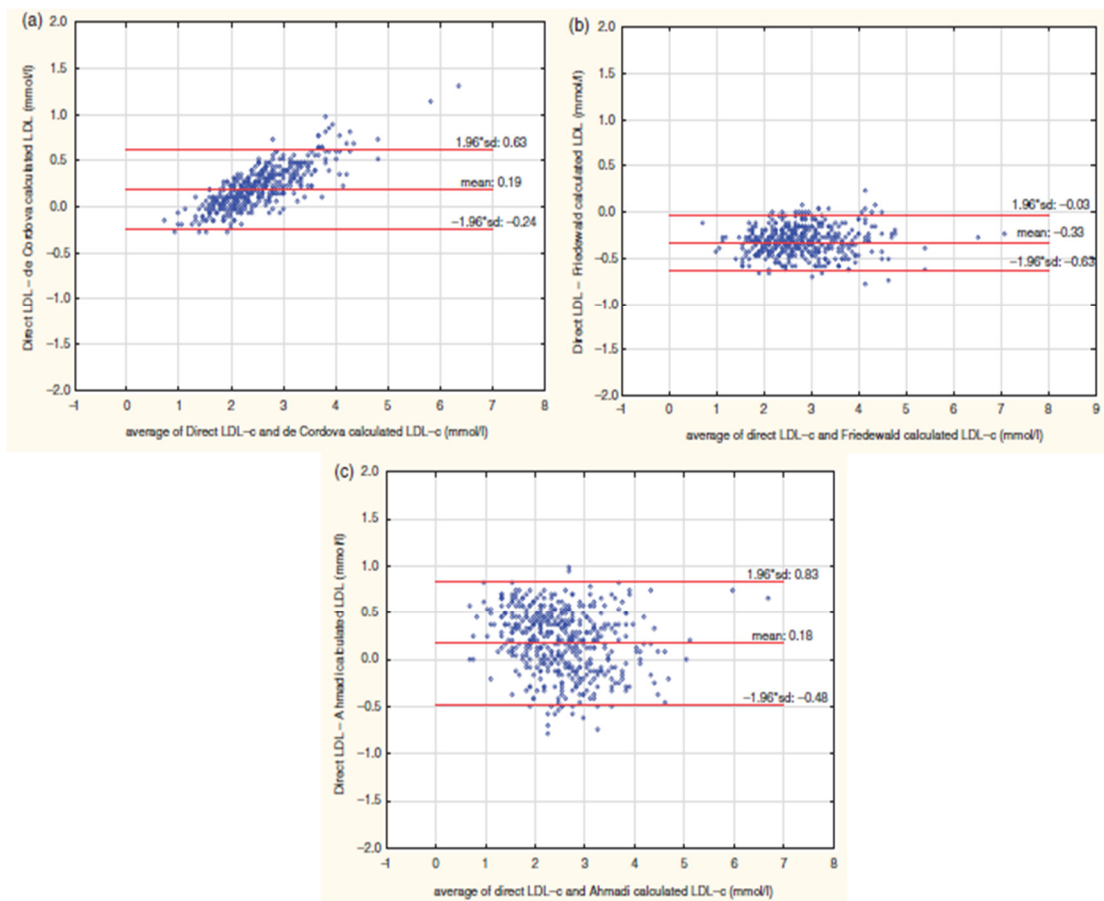 (a)
Direct LDL – de Cordova calculated LDL (mmol/l)
2.0
1.5
1.0
0.5
0.0
–0.5
–1.0
–1.5
–2.0
1.96*sd: 0.63
mean: 0.19
–1.96*sd: –0.24
–1 0 1 2 3 4 5 6 7 8
average of Direct LDL–c and de Cordova calculated LDL–c (mmol/l)
(b)
Direct LDL – Friedewald calculated LDL (mmol/l)
2.0
1.5
1.0
0.5
0.0
–0.5
–1.0
–1.5
–2.0
1.96*sd: –0.03
mean: –0.33
–1.96*sd: –0.63
–1 0 1 2 3 4 5 6 7 8 9
average of direct LDL–c and Friedewald calculated LDL–c (mmol/l)
(c)
Direct LDL – Ahmadi calculated LDL (mmol/l)
2.0
1.5
1.0
0.5
0.0
–0.5
–1.0
–1.5
–2.0
1.96*sd: 0.83
mean: 0.18
–1.96*sd: –0.48
–1 0 1 2 3 4 5 6 7 8
average of direct LDL–c and Ahmadi calculated LDL–c (mmol/l)